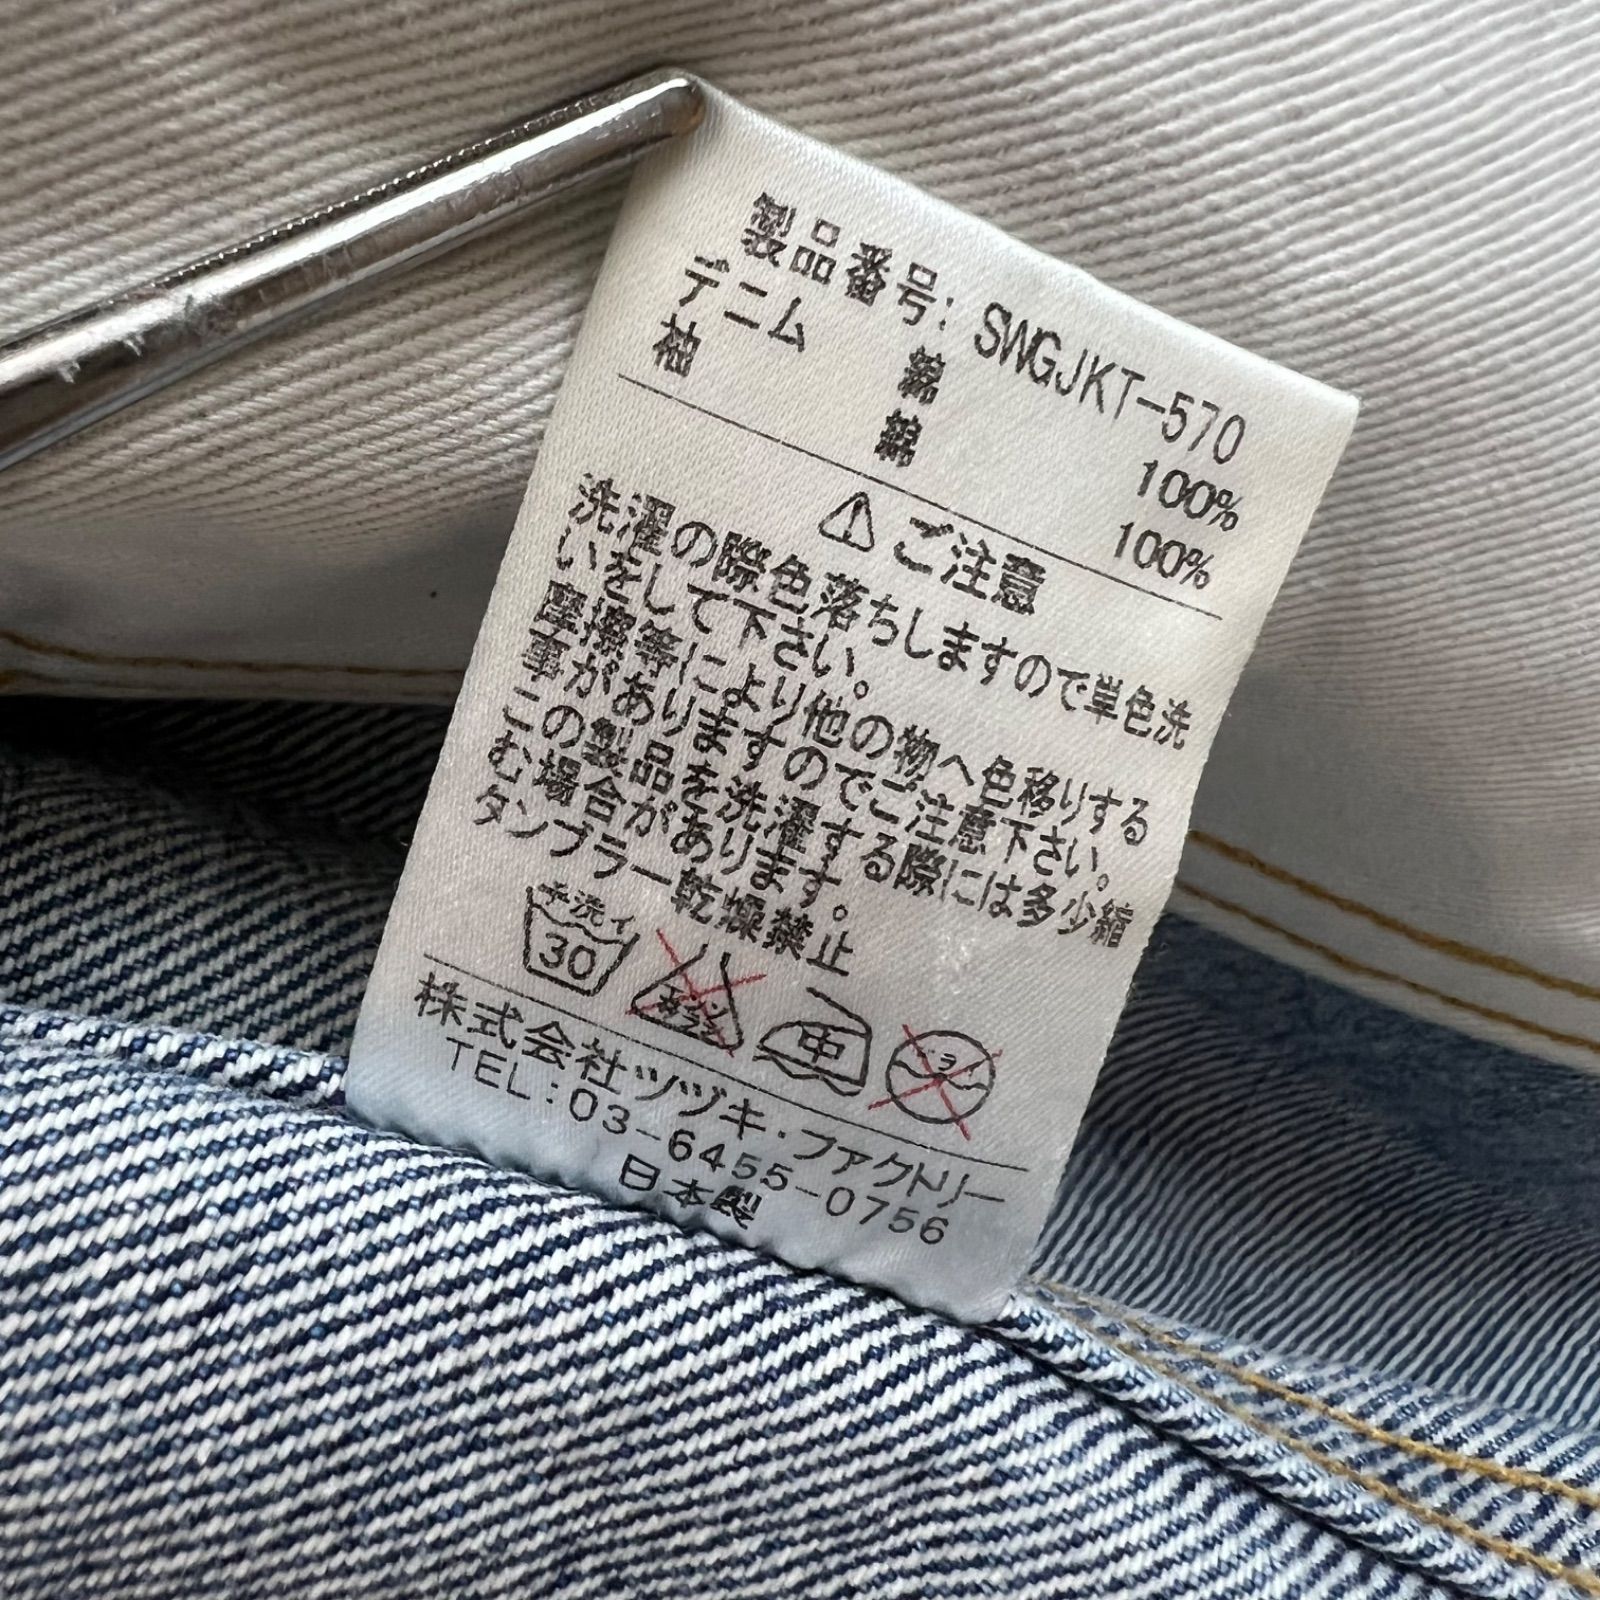 製品番号: SWGJKT-570
デニム 綿 100%
袖 綿 100%
ご注意
洗濯の際色落ちしますので単色洗
いをして下さい。
摩擦等により他の物へ色移りする
事がありますのでご注意下さい。
この製品を洗濯する際には多少縮
む場合があります。
タンブラー乾燥禁止
手洗イ
30
中
ドライ
株式会社ツヅキ・ファクトリー
TEL:03-6455-0756
日本製